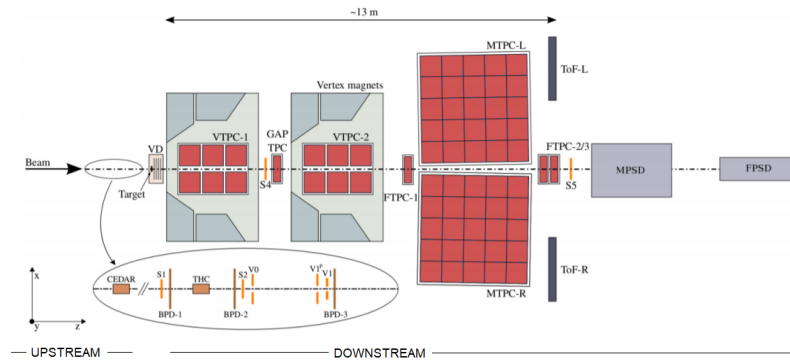 ~13 m
MTPC-L
ToF-L
Vertex magnets
VTPC-1
GAP
TPC
VTPC-2
FTPC-2/3
VD
Beam
Target
S4
FTPC-1
S5
MPSD
FPSD
CEDAR
S1
THC
S2
V0
V1ᵖ
V1
BPD-1
BPD-2
BPD-3
MTPC-R
ToF-R
x
y
z
UPSTREAM
DOWNSTREAM